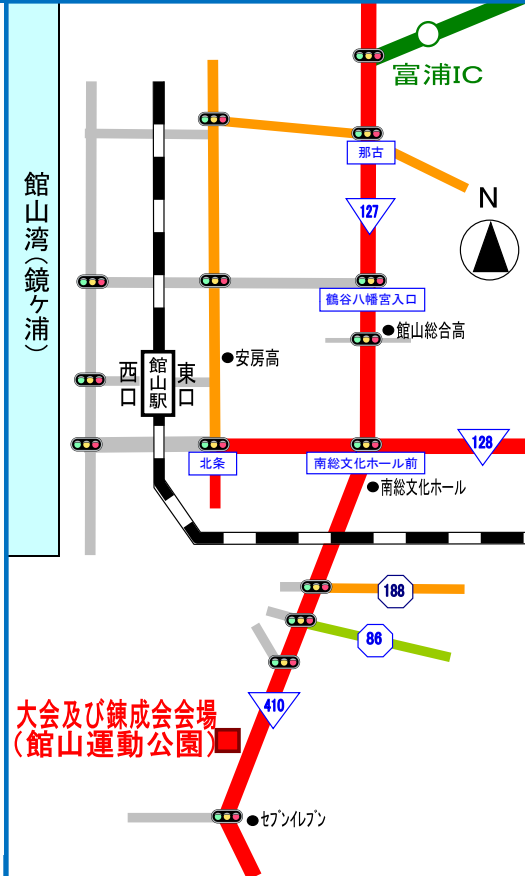 富浦IC
那古
127
N
館山湾(鏡ヶ浦)
鶴谷八幡宮入口
館山総合高
安房高
西口
館山駅
東口
128
北条
南総文化ホール前
南総文化ホール
188
86
410
大会及び錬成会会場
(館山運動公園)
セブンイレブン